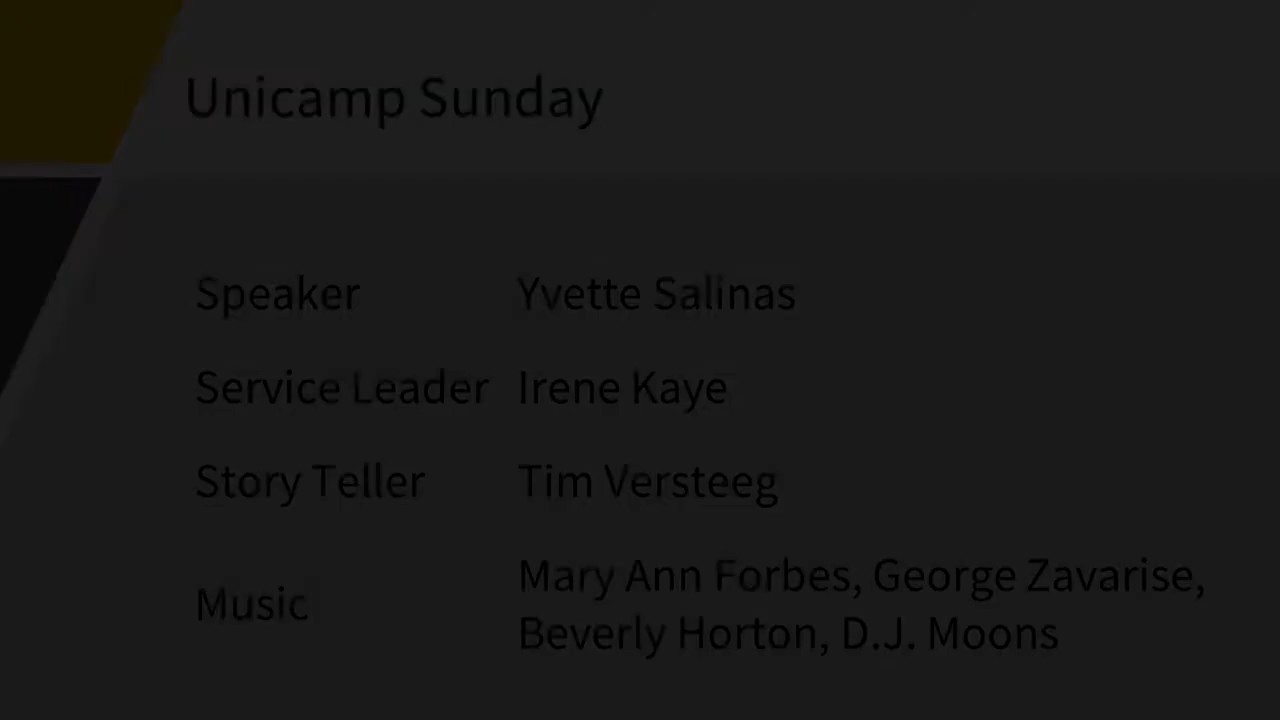 Unicamp Sunday
Speaker Yvette Salinas
Service Leader Irene Kaye
Story Teller Tim Versteeg
Music Mary Ann Forbes, George Zavarise,
Beverly Horton, D.J. Moons